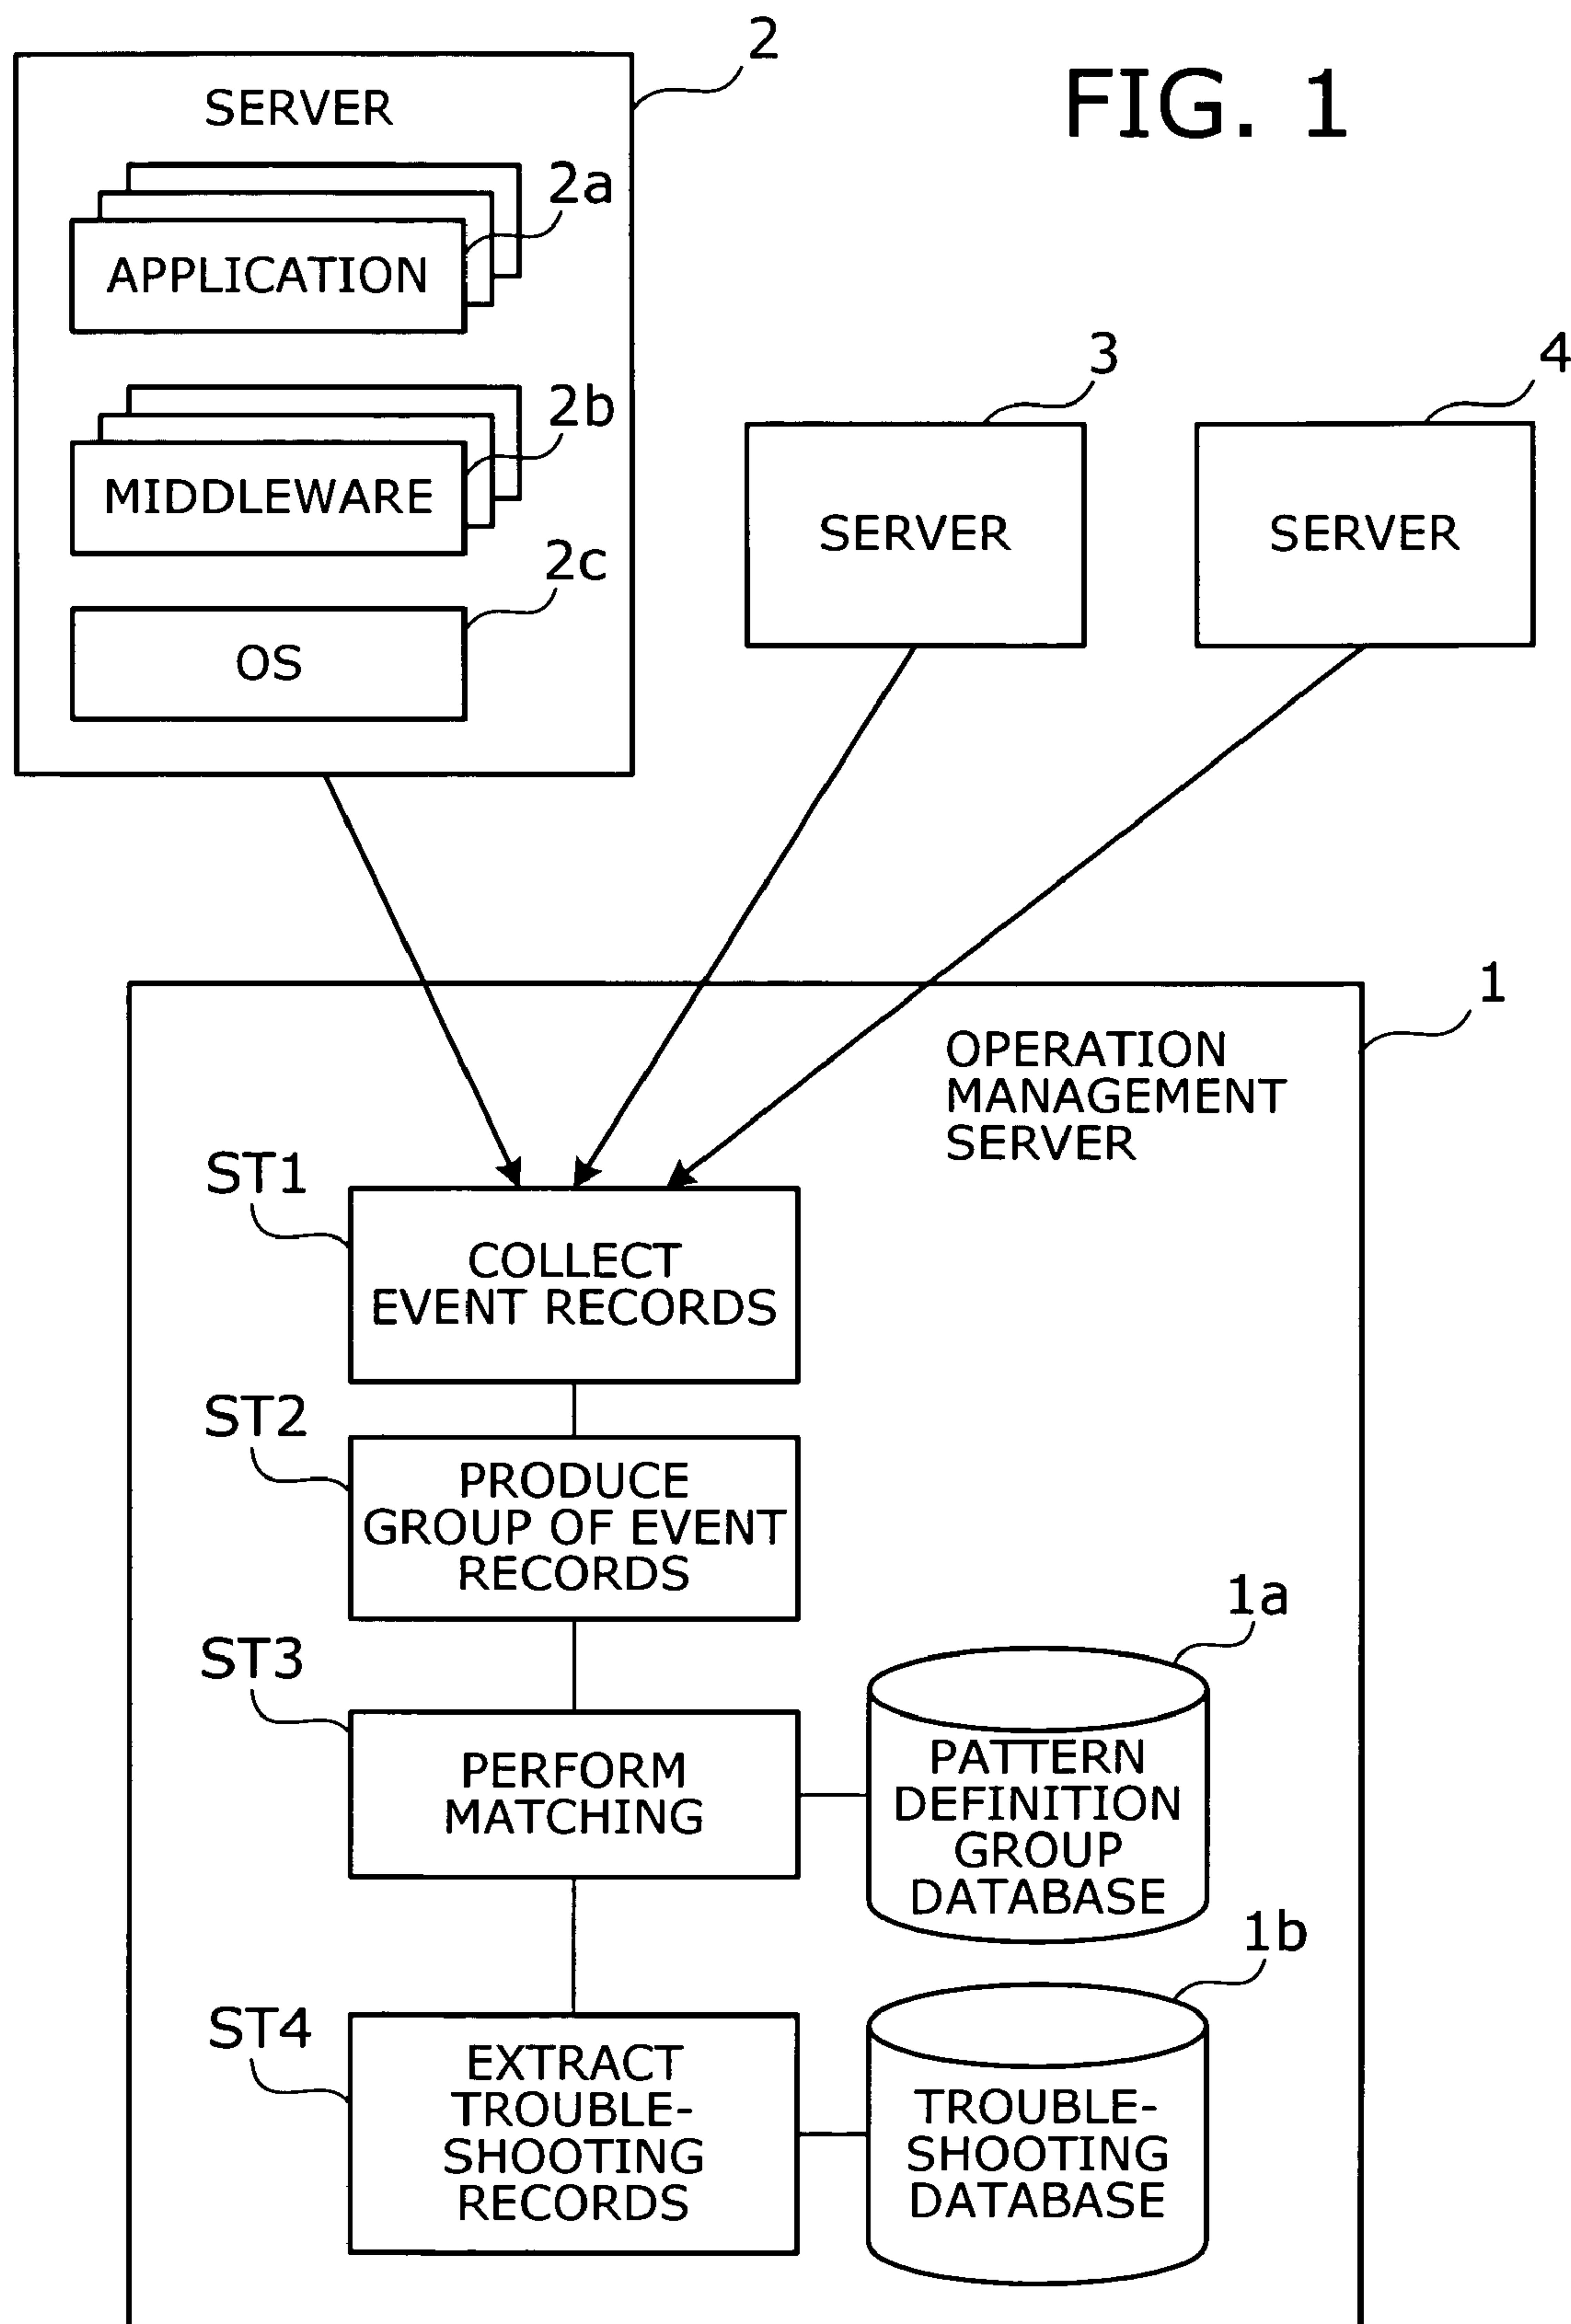 2
FIG. 1
SERVER
2a
APPLICATION
2b
MIDDLEWARE
2c
OS
3
SERVER
4
SERVER
1
OPERATION
MANAGEMENT
SERVER
ST1
COLLECT
EVENT RECORDS
ST2
PRODUCE
GROUP OF EVENT
RECORDS
ST3
PERFORM
MATCHING
1a
PATTERN
DEFINITION
GROUP
DATABASE
ST4
EXTRACT
TROUBLE-
SHOOTING
RECORDS
1b
TROUBLE-
SHOOTING
DATABASE